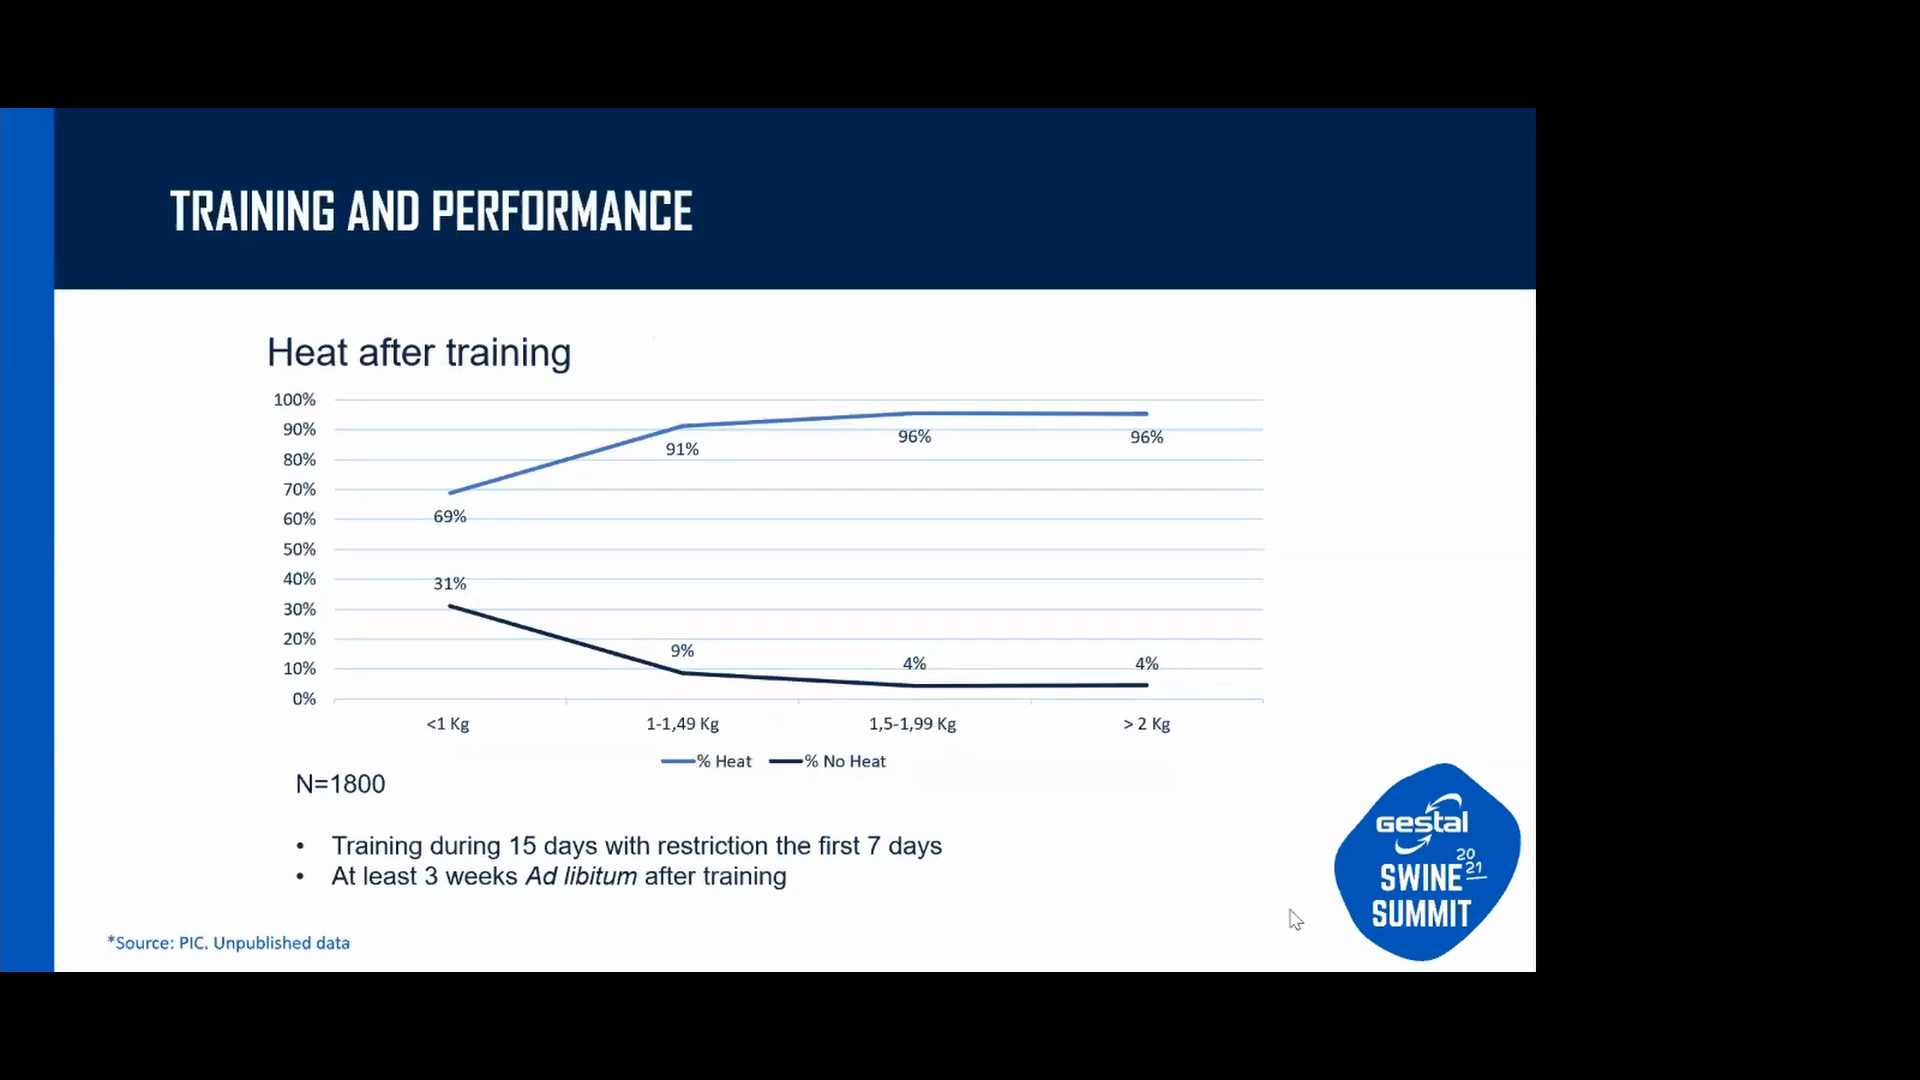 TRAINING AND PERFORMANCE
Heat after training
100%
90%
80%
70%
60%
50%
40%
30%
20%
10%
0%
69%
91%
96%
96%
31%
9%
4%
4%
<1 Kg
1-1,49 Kg
1,5-1,99 Kg
> 2 Kg
% Heat
% No Heat
N=1800
• Training during 15 days with restriction the first 7 days
• At least 3 weeks Ad libitum after training
*Source: PIC. Unpublished data
Gestal
SWINE 20 21
SUMMIT